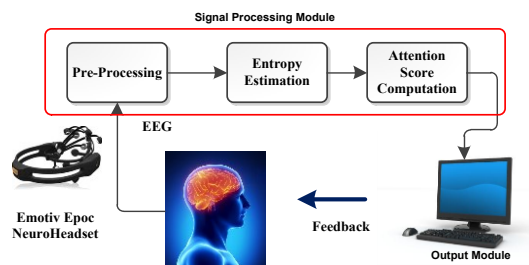 Signal Processing Module
Pre-Processing
Entropy
Estimation
Attention
Score
Computation
EEG
Emotiv Epoc
NeuroHeadset
Feedback
Output Module